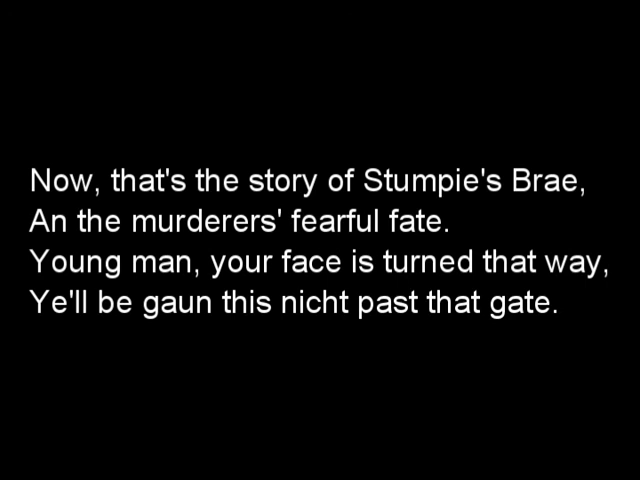 Now, that's the story of Stumpie's Brae,
An the murderers' fearful fate.
Young man, your face is turned that way,
Ye'll be gaun this nicht past that gate.